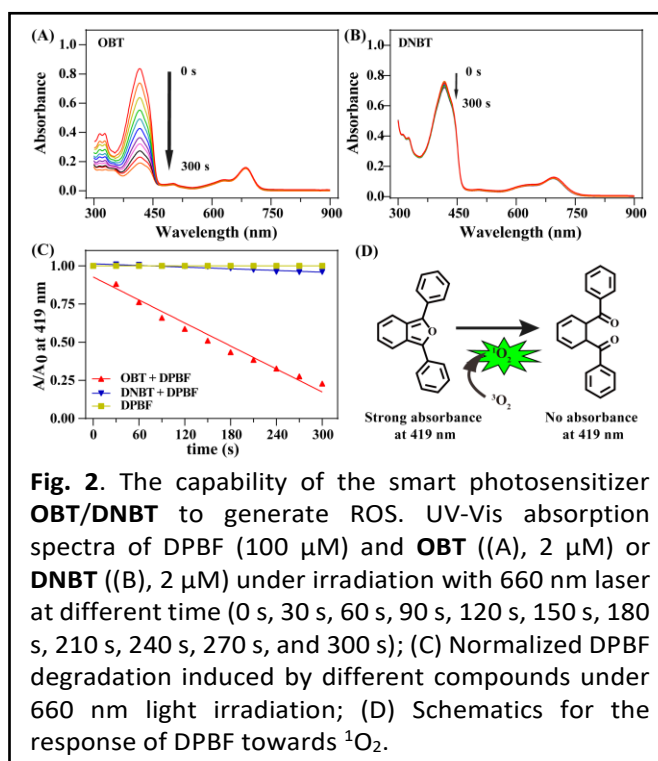 (A)
OBT
0 s
300 s
Absorbance
1.0
0.8
0.6
0.4
0.2
0.0
300 450 600 750 900
Wavelength (nm)
(B)
DNBT
0 s
300 s
Absorbance
1.0
0.8
0.6
0.4
0.2
0.0
300 450 600 750 900
Wavelength (nm)
(C)
A/A0 at 419 nm
1.00
0.75
0.50
0.25
0.00
OBT + DPBF
DNBT + DPBF
DPBF
0 60 120 180 240 300
time (s)
(D)
O
¹O₂
³O₂
O
O
Strong absorbance
at 419 nm
No absorbance
at 419 nm
Fig. 2. The capability of the smart photosensitizer
OBT/DNBT to generate ROS. UV-Vis absorption
spectra of DPBF (100 μM) and OBT ((A), 2 μM) or
DNBT ((B), 2 μM) under irradiation with 660 nm laser
at different time (0 s, 30 s, 60 s, 90 s, 120 s, 150 s, 180
s, 210 s, 240 s, 270 s, and 300 s); (C) Normalized DPBF
degradation induced by different compounds under
660 nm light irradiation; (D) Schematics for the
response of DPBF towards ¹O₂.